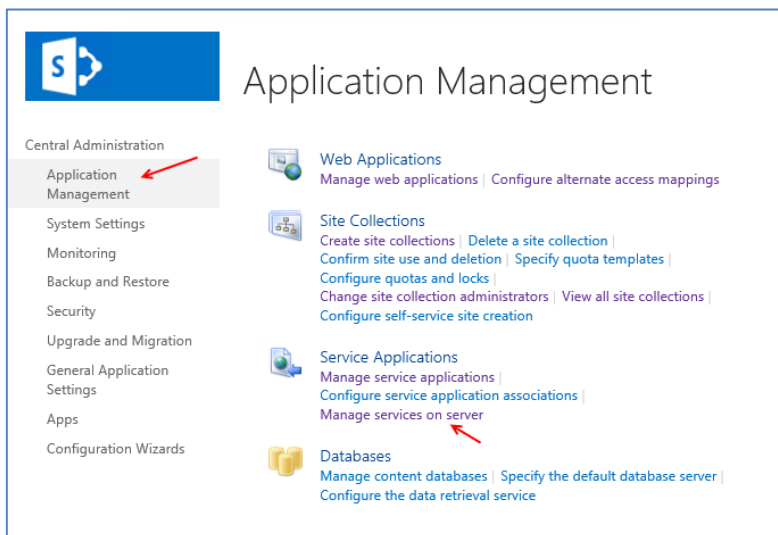 S
Application Management
Central Administration
Application
Management
System Settings
Monitoring
Backup and Restore
Security
Upgrade and Migration
General Application
Settings
Apps
Configuration Wizards
Web Applications
Manage web applications | Configure alternate access mappings
Site Collections
Create site collections | Delete a site collection |
Confirm site use and deletion | Specify quota templates |
Configure quotas and locks |
Change site collection administrators | View all site collections |
Configure self-service site creation
Service Applications
Manage service applications |
Configure service application associations |
Manage services on server
Databases
Manage content databases | Specify the default database server |
Configure the data retrieval service